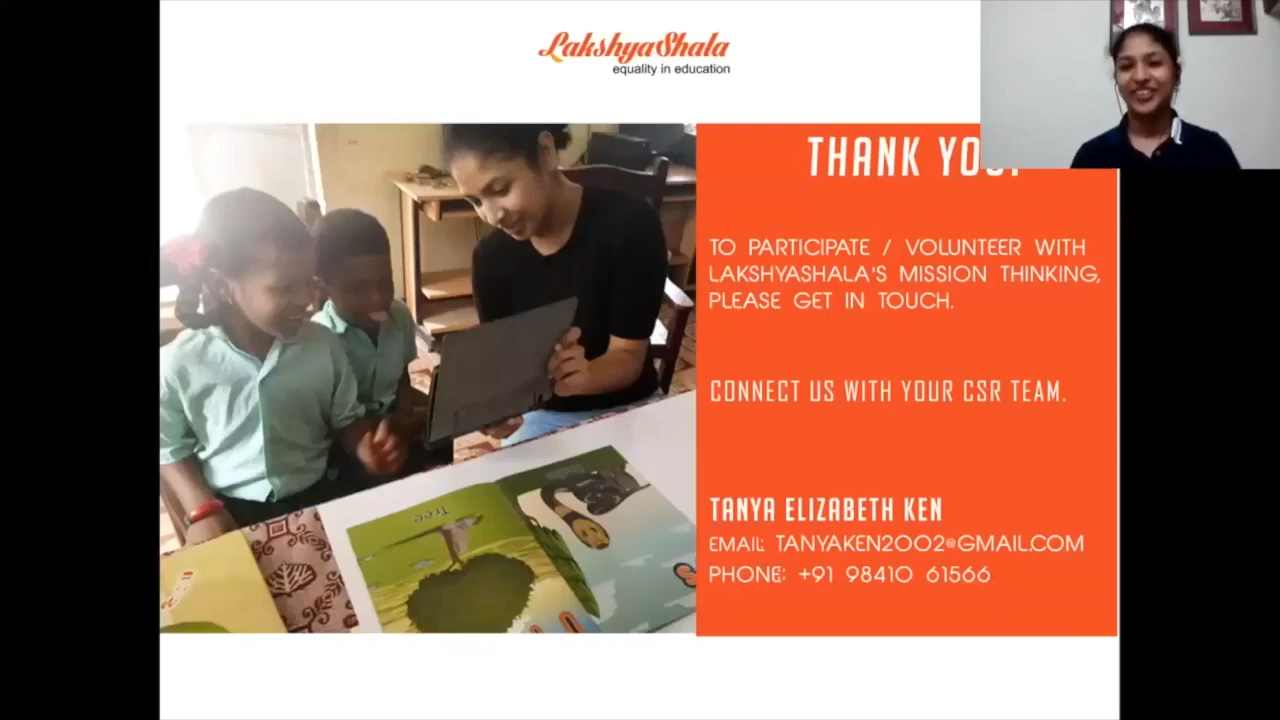 LakshyaShala
equality in education
THANK YOU!
TO PARTICIPATE / VOLUNTEER WITH
LAKSHYASHALA'S MISSION THINKING,
PLEASE GET IN TOUCH.
CONNECT US WITH YOUR CSR TEAM.
TANYA ELIZABETH KEN
EMAIL: TANYAKEN2002@GMAIL.COM
PHONE: +91 98410 61566
Tree